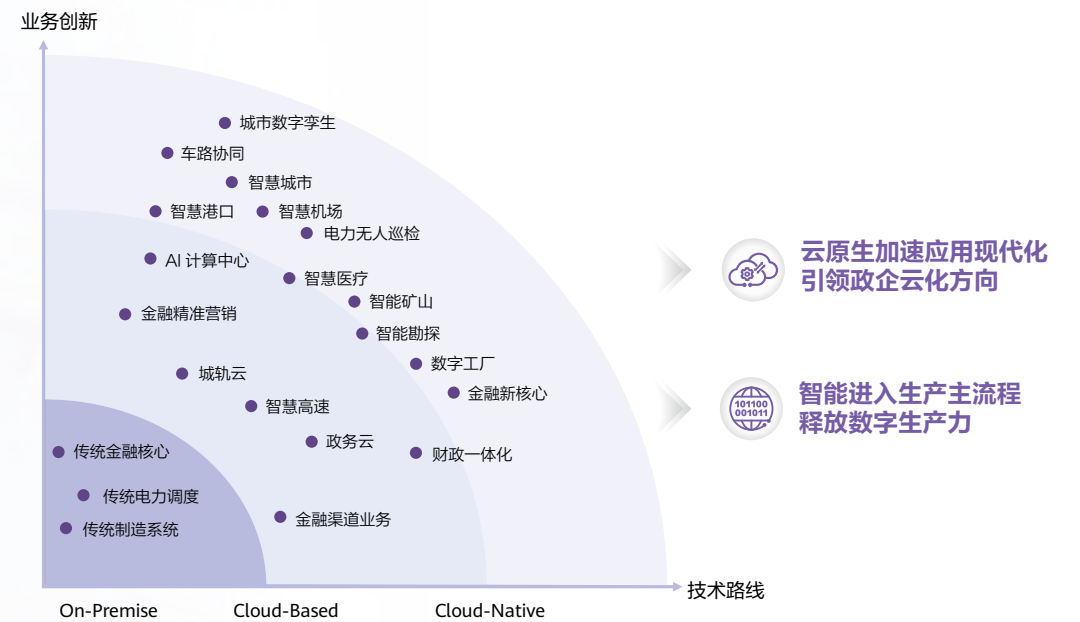 业务创新
城市数字孪生
车路协同
智慧城市
智慧港口
智慧机场
电力无人巡检
AI 计算中心
智慧医疗
智能矿山
金融精准营销
智能勘探
数字工厂
城轨云
金融新核心
智慧高速
政务云
传统金融核心
财政一体化
传统电力调度
金融渠道业务
传统制造系统
技术路线
On-Premise
Cloud-Based
Cloud-Native
云原生加速应用现代化
引领政企云化方向
101100
001011
智能进入生产主流程
释放数字生产力